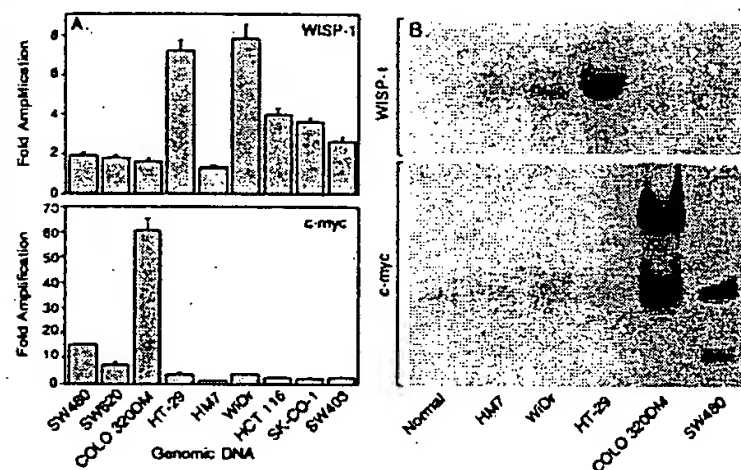 A.
WISP-1
Fold Amplification
8
6
4
2
0
c-myc
Fold Amplification
70
60
50
40
30
20
10
0
SW480
SW620
COLO 320DM
HT-29
HM7
WiDr
HCT 116
SK-CO-1
SW403
Genomic DNA
B.
WISP-1
c-myc
Normal
HM7
WiDr
HT-29
COLO 320DM
SW480